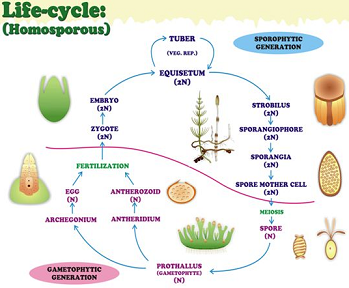 Life-cycle:
(Homosporous)
TUBER
(VEG. REP.)
SPOROPHYTIC
GENERATION
EQUISETUM
(2N)
EMBRYO
(2N)
ZYGOTE
(2N)
FERTILIZATION
EGG
(N)
ANTHEROZOID
(N)
ARCHEGONIUM
ANTHERIDIUM
STROBILUS
(2N)
SPORANGIOPHORE
(2N)
SPORANGIA
(2N)
SPORE MOTHER CELL
(2N)
MEIOSIS
SPORE
(N)
PROTHALLUS
(GAMETOPHYTE)
(N)
GAMETOPHYTIC
GENERATION